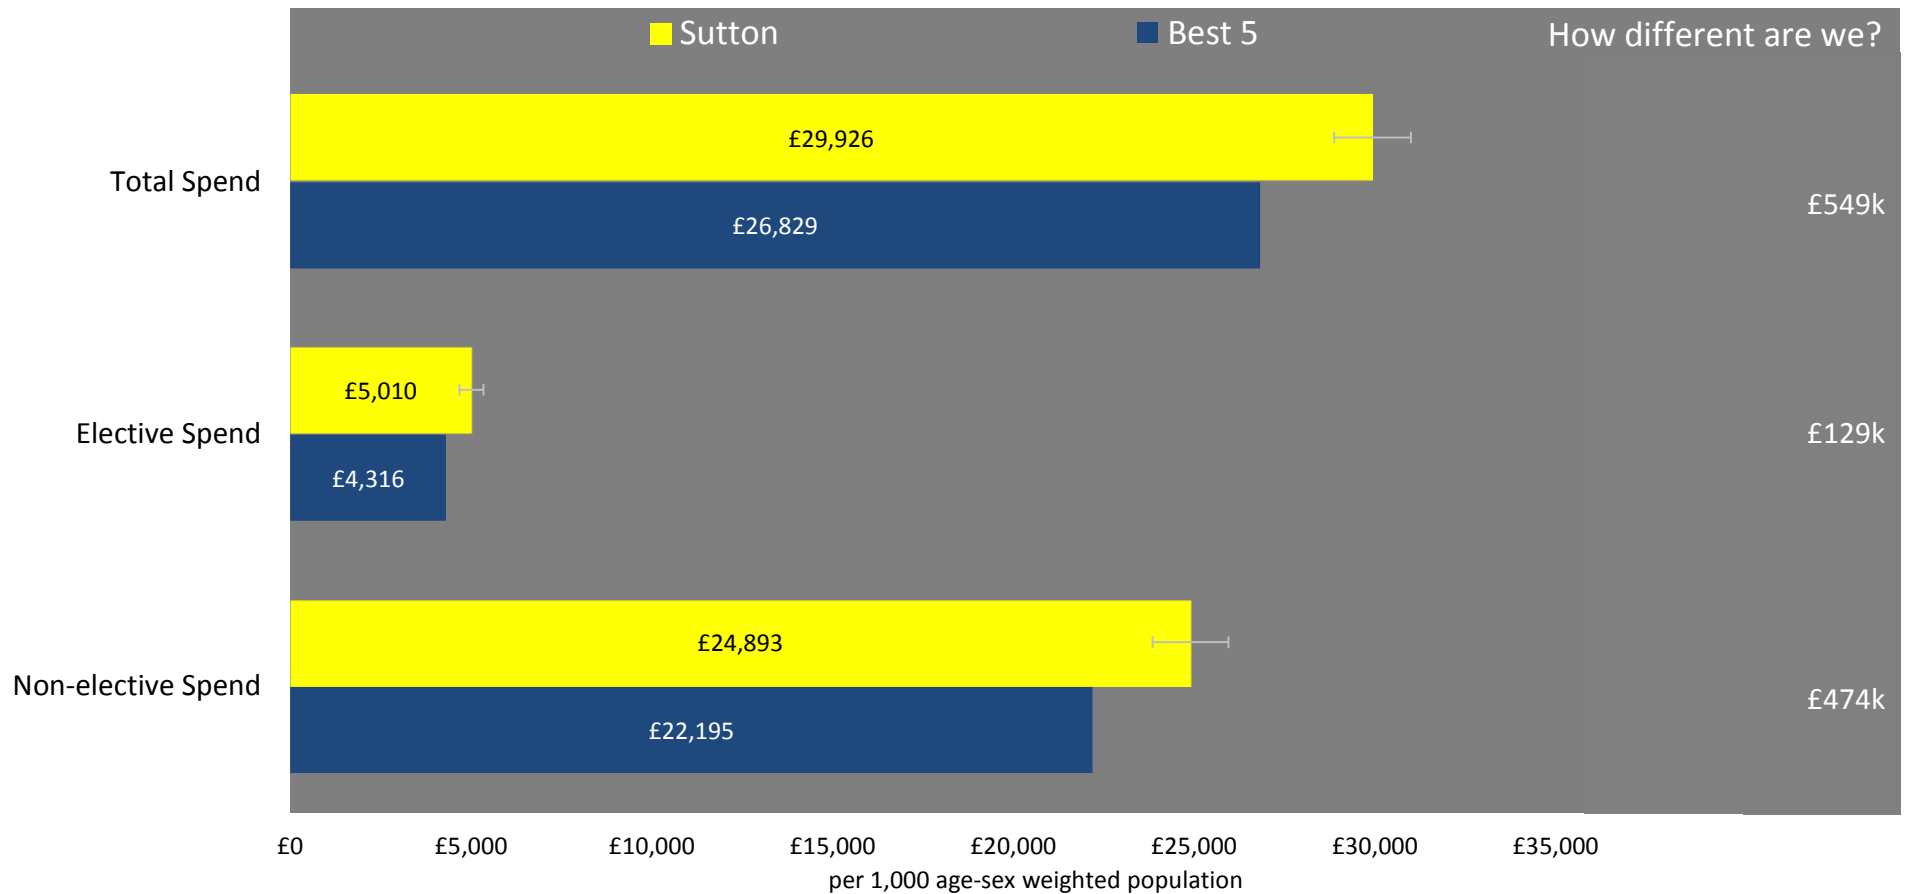 Sutton
Best 5
How different are we?
Total Spend
£29,926
£26,829
£549k
Elective Spend
£5,010
£4,316
£129k
Non-elective Spend
£24,893
£22,195
£474k
£0 £5,000 £10,000 £15,000 £20,000 £25,000 £30,000 £35,000
per 1,000 age-sex weighted population